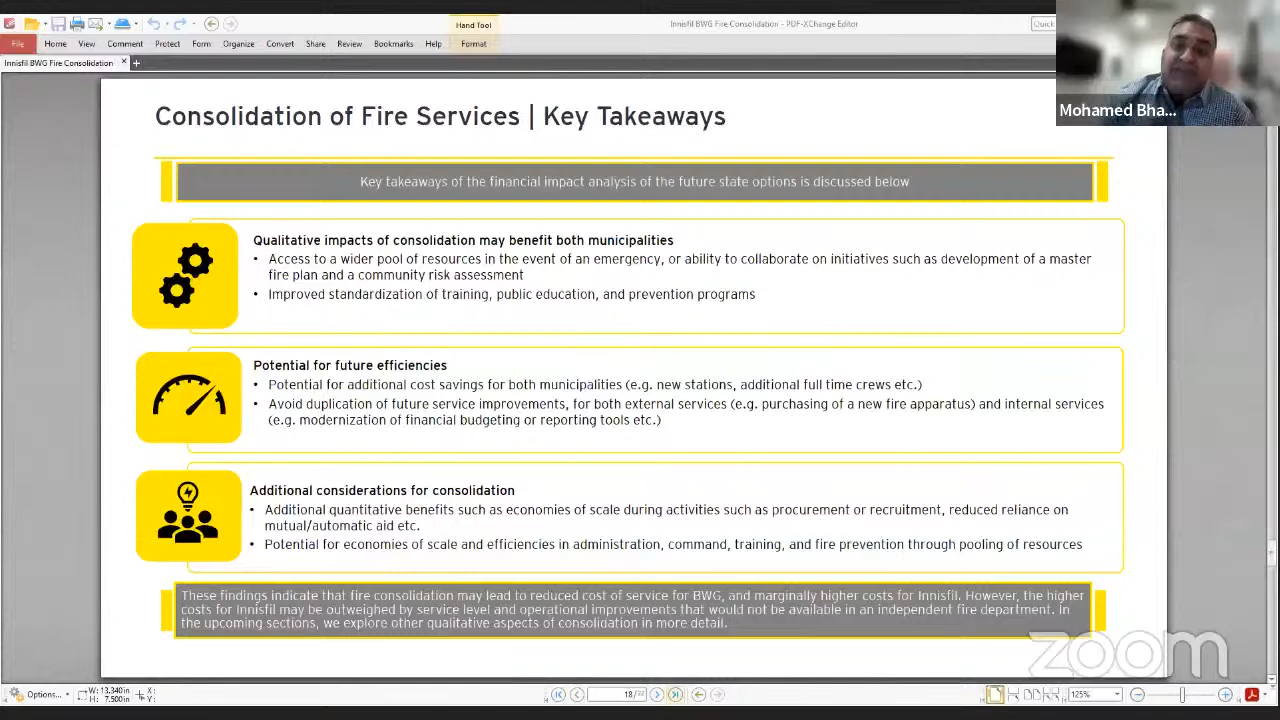 Hand Tool
Innisfil BWG Fire Consolidation - PDF-XChange Editor
Quick
File
Home
View
Comment
Protect
Form
Organize
Convert
Share
Review
Bookmarks
Help
Format
Innisfil BWG Fire Consolidation
Mohamed Bha...
Consolidation of Fire Services | Key Takeaways
Key takeaways of the financial impact analysis of the future state options is discussed below
Qualitative impacts of consolidation may benefit both municipalities
• Access to a wider pool of resources in the event of an emergency, or ability to collaborate on initiatives such as development of a master
fire plan and a community risk assessment
• Improved standardization of training, public education, and prevention programs
Potential for future efficiencies
• Potential for additional cost savings for both municipalities (e.g. new stations, additional full time crews etc.)
• Avoid duplication of future service improvements, for both external services (e.g. purchasing of a new fire apparatus) and internal services
(e.g. modernization of financial budgeting or reporting tools etc.)
Additional considerations for consolidation
• Additional quantitative benefits such as economies of scale during activities such as procurement or recruitment, reduced reliance on
mutual/automatic aid etc.
• Potential for economies of scale and efficiencies in administration, command, training, and fire prevention through pooling of resources
These findings indicate that fire consolidation may lead to reduced cost of service for BWG, and marginally higher costs for Innisfil. However, the higher
costs for Innisfil may be outweighed by service level and operational improvements that would not be available in an independent fire department. In
the upcoming sections, we explore other qualitative aspects of consolidation in more detail.
zoom
Options...
W: 13.340in
H: 7.500in
X:
Y:
18/
125%